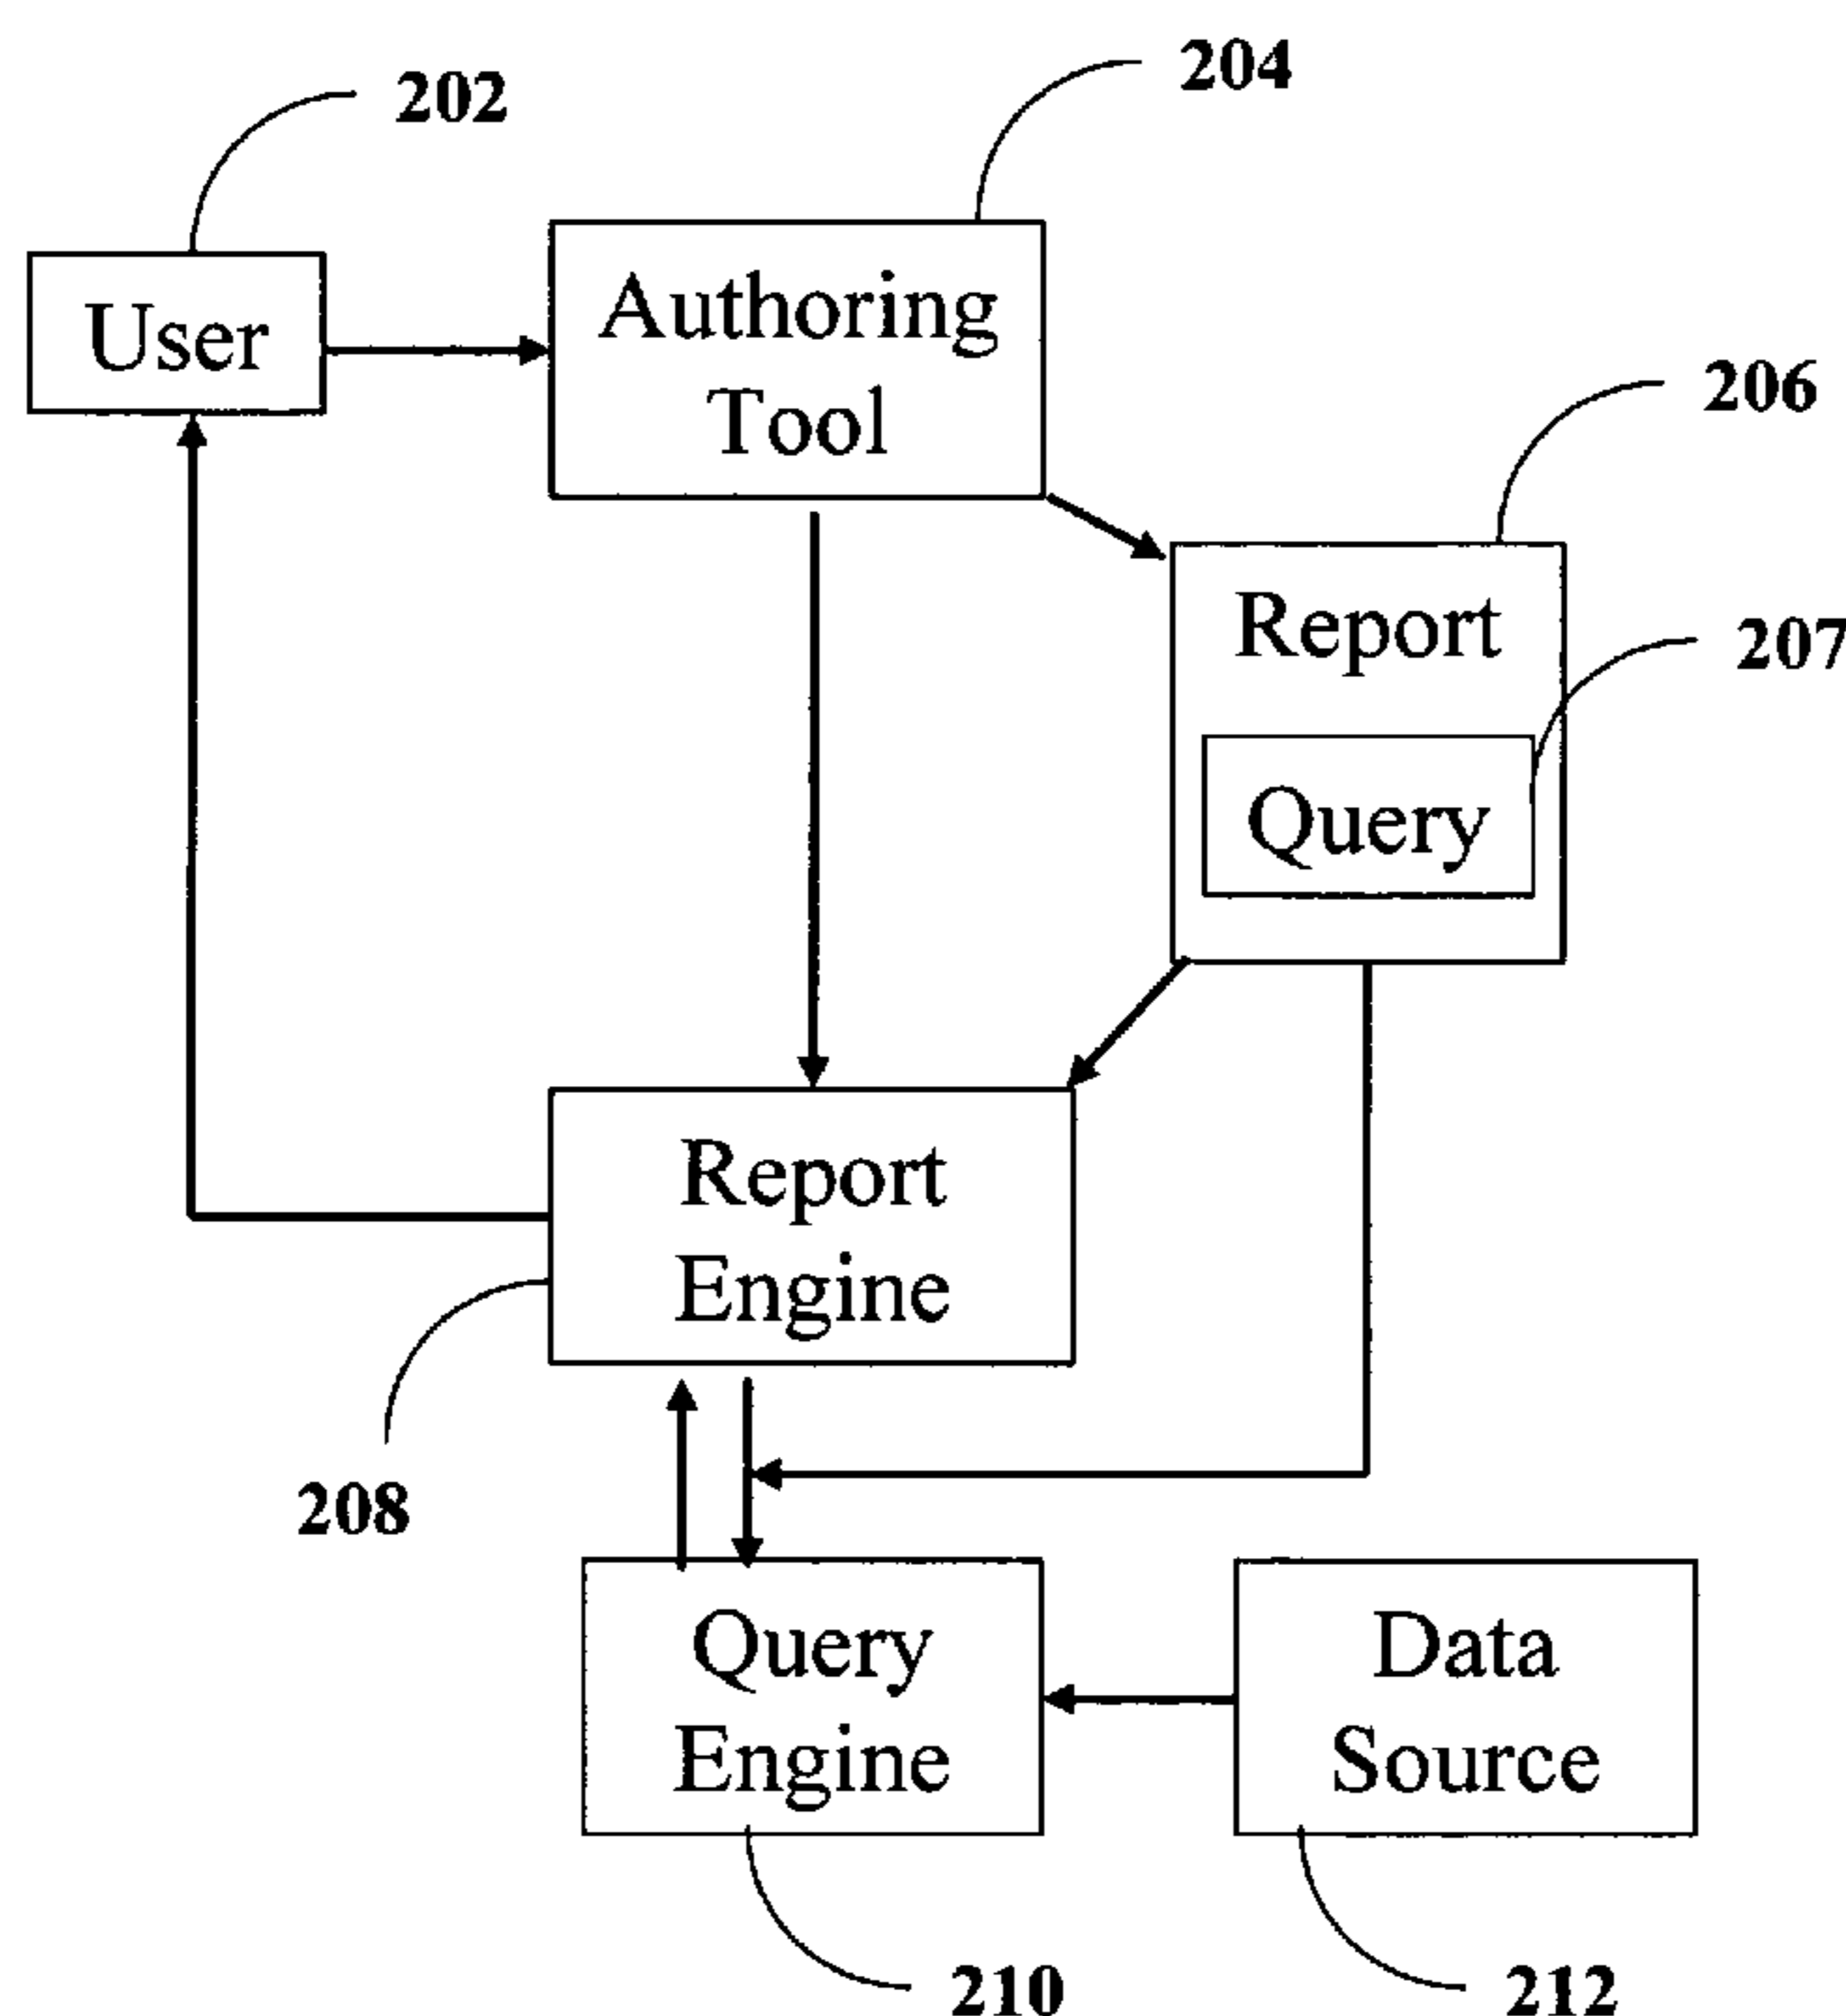 204
202
User
Authoring
Tool
206
Report
207
Query
Report
Engine
208
Query
Engine
Data
Source
210
212